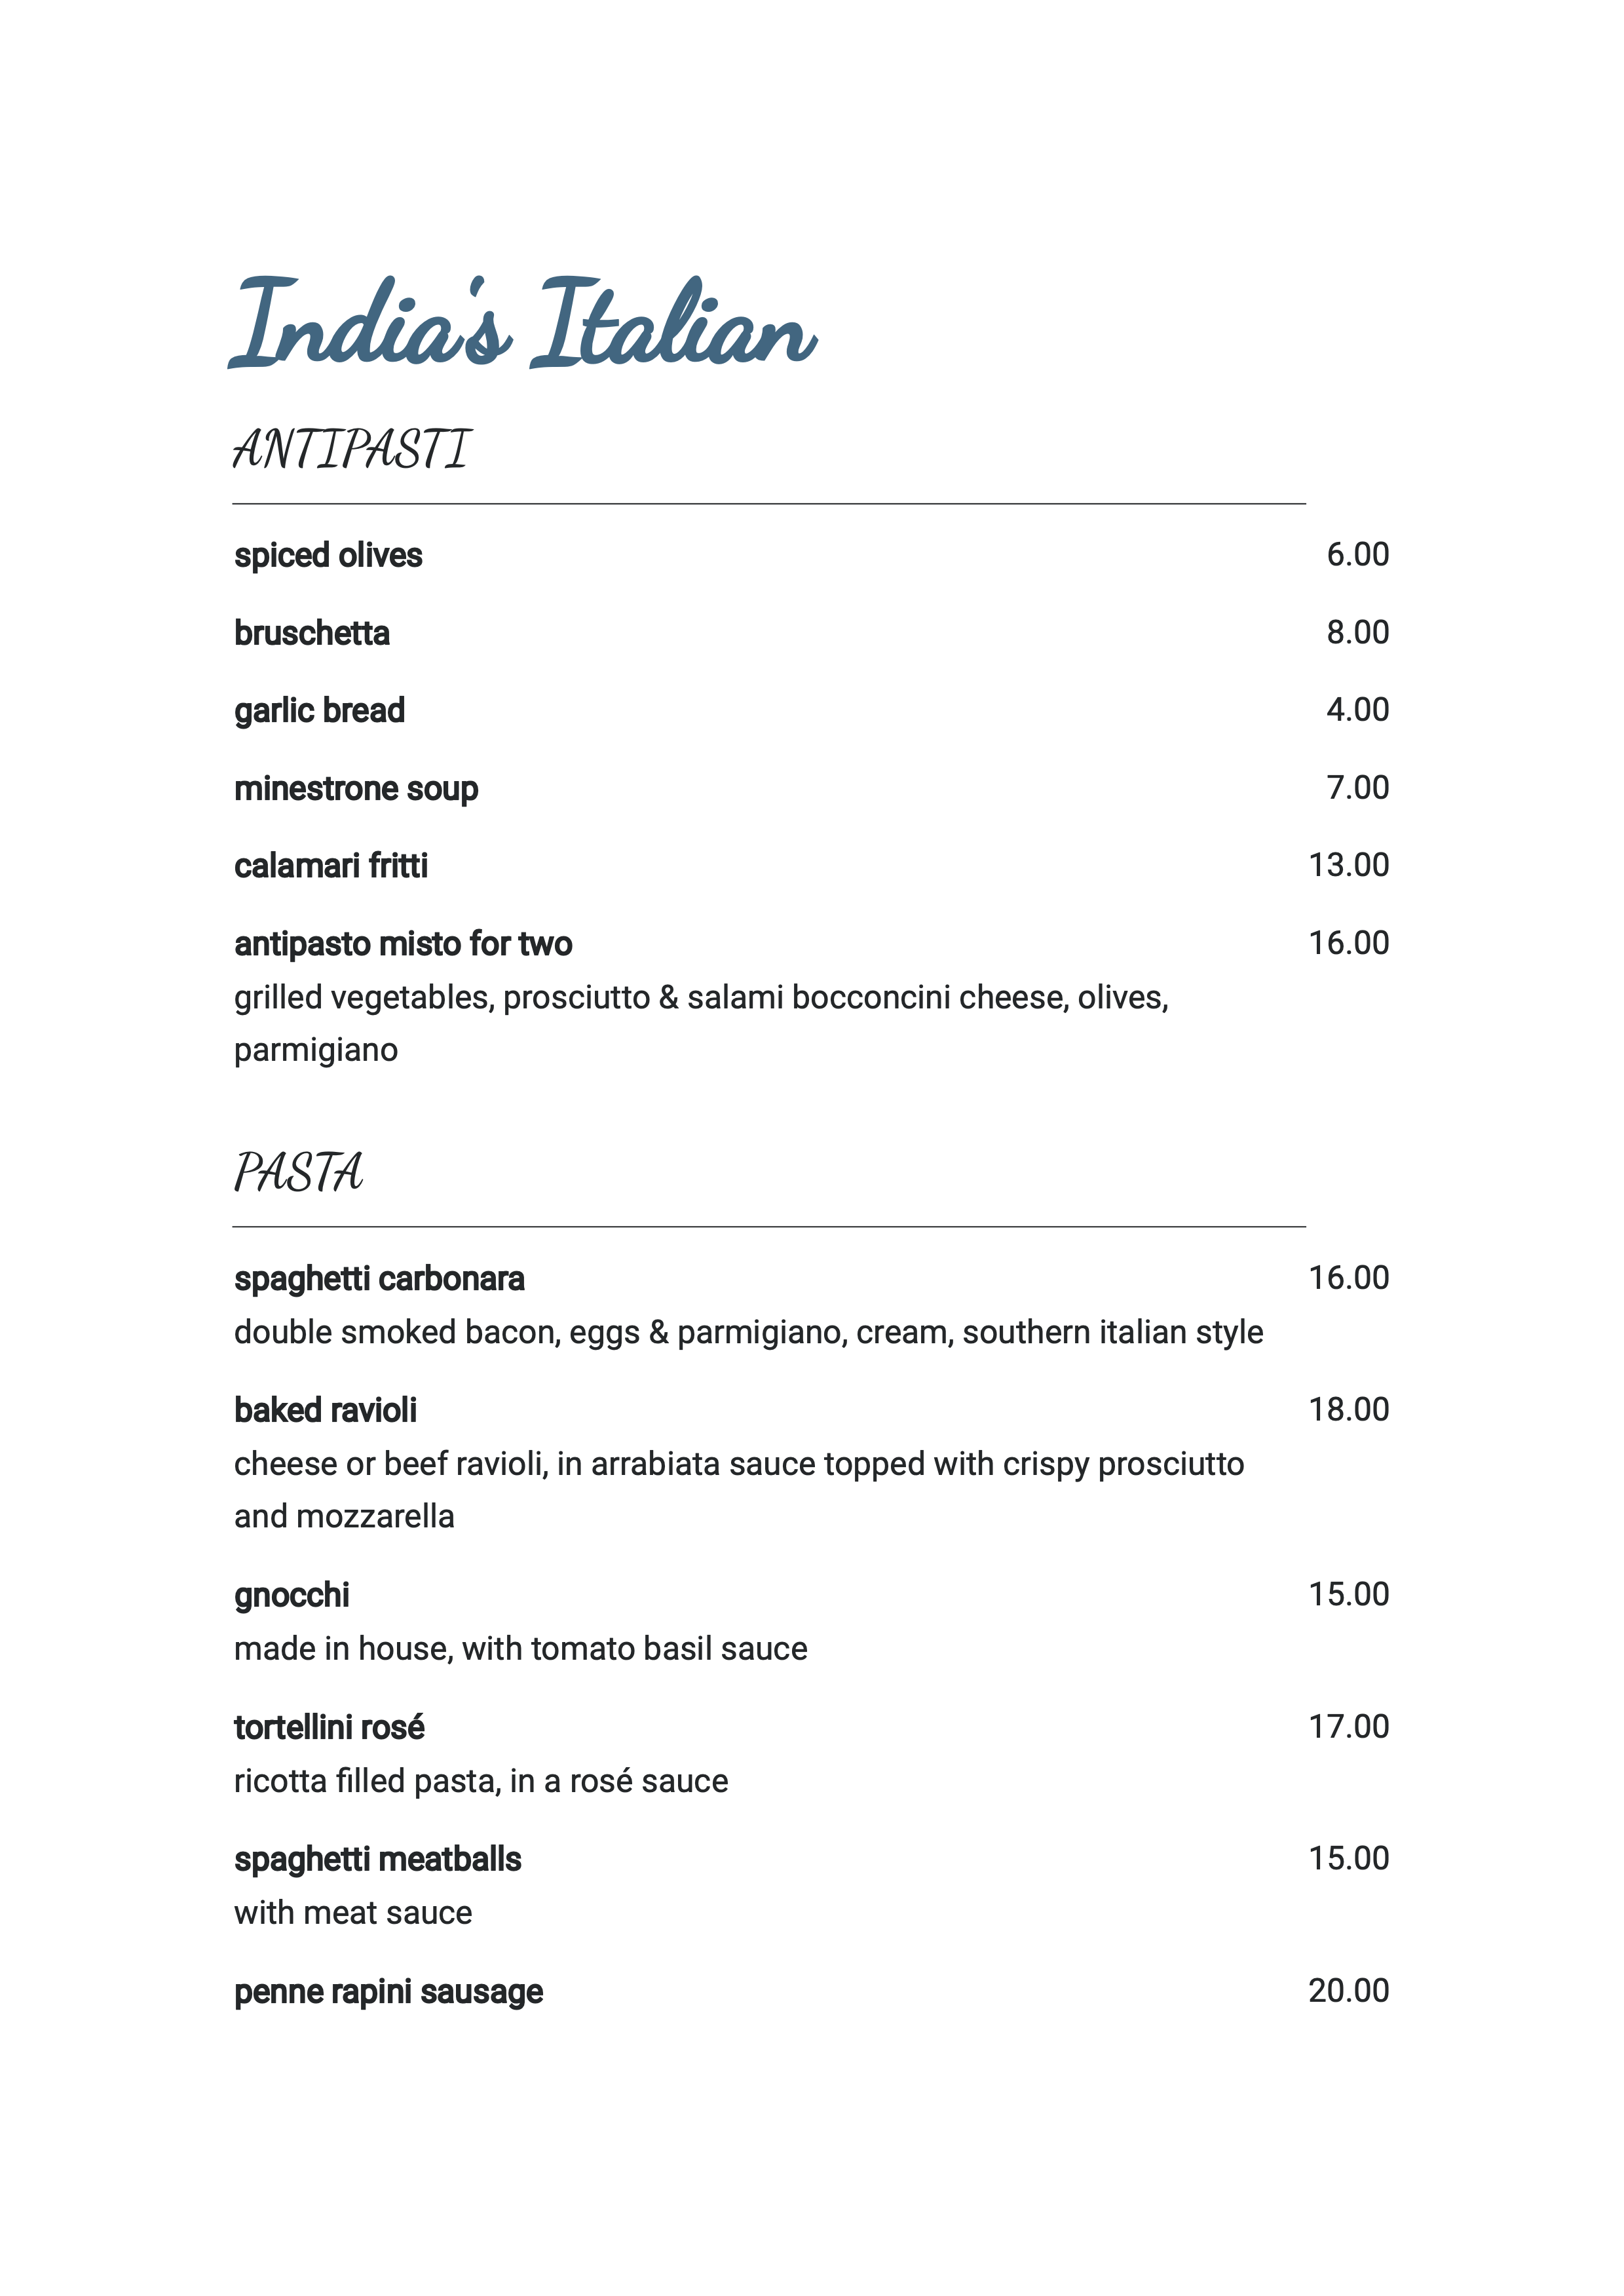 India's Italian
ANTIPASTI
spiced olives 6.00
bruschetta 8.00
garlic bread 4.00
minestrone soup 7.00
calamari fritti 13.00
antipasto misto for two 16.00
grilled vegetables, prosciutto & salami bocconcini cheese, olives,
parmigiano
PASTA
spaghetti carbonara 16.00
double smoked bacon, eggs & parmigiano, cream, southern italian style
baked ravioli 18.00
cheese or beef ravioli, in arrabiata sauce topped with crispy prosciutto
and mozzarella
gnocchi 15.00
made in house, with tomato basil sauce
tortellini rosé 17.00
ricotta filled pasta, in a rosé sauce
spaghetti meatballs 15.00
with meat sauce
penne rapini sausage 20.00